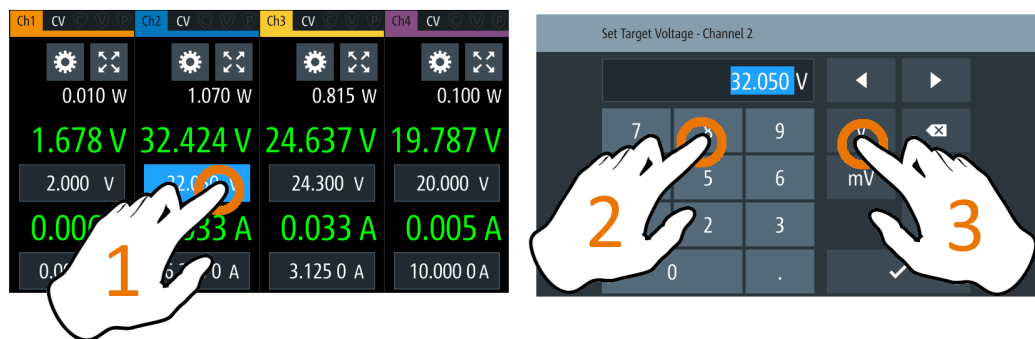 Ch1 CV C V P Ch2 CV C V P Ch3 CV C V P Ch4 CV C V P
0.010 W 1.070 W 0.815 W 0.100 W
1.678 V 32.424 V 24.637 V 19.787 V
2.000 V 24.300 V 20.000 V
A 0.033 A 0.005 A
A 3.125 0 A 10.000 0 A
1
Set Target Voltage - Channel 2
32.050 V
7 8 9
5 6 mV
2 3
0 .
2
3